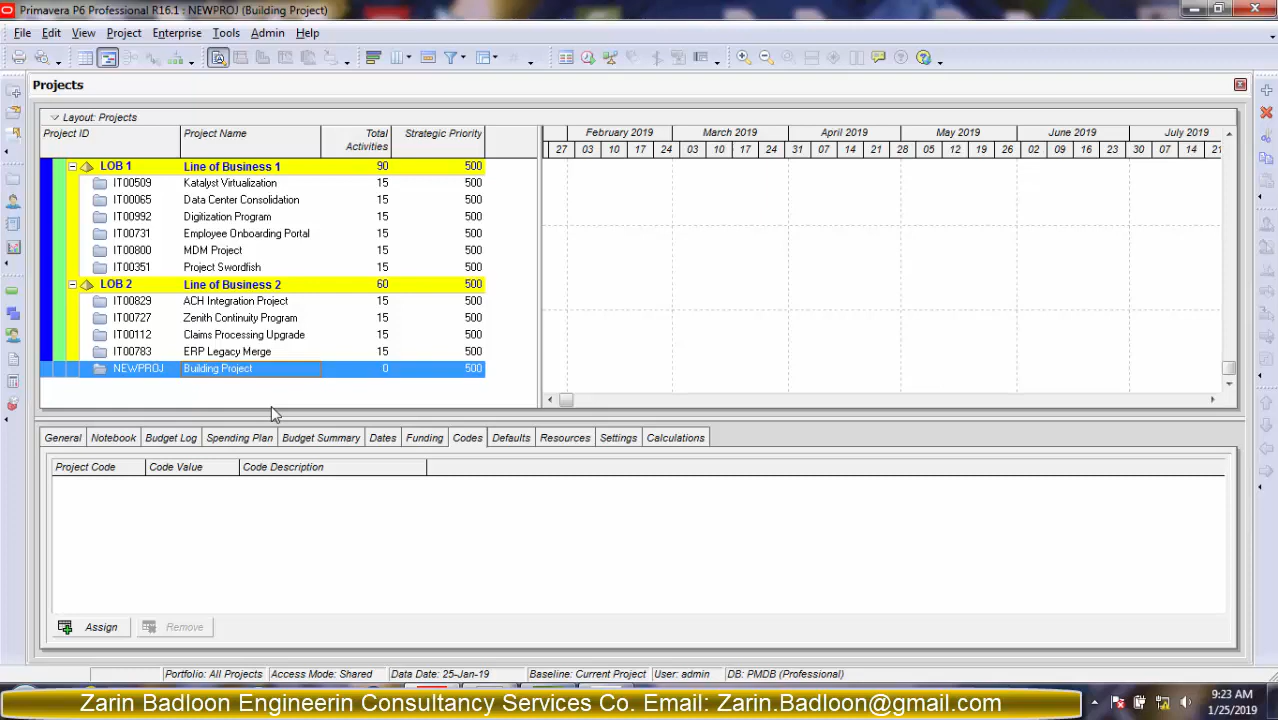 Primavera P6 Professional R16.1 : NEWPROJ (Building Project)
File Edit View Project Enterprise Tools Admin Help
Projects
Layout: Projects
Project ID Project Name Total Activities Strategic Priority
February 2019 March 2019 April 2019 May 2019 June 2019 July 2019
27 03 10 17 24 03 10 17 24 31 07 14 21 28 05 12 19 26 02 09 16 23 30 07 14 21
LOB 1 Line of Business 1 90 500
IT00509 Katalyst Virtualization 15 500
IT00065 Data Center Consolidation 15 500
IT00992 Digitization Program 15 500
IT00731 Employee Onboarding Portal 15 500
IT00800 MDM Project 15 500
IT00351 Project Swordfish 15 500
LOB 2 Line of Business 2 60 500
IT00829 ACH Integration Project 15 500
IT00727 Zenith Continuity Program 15 500
IT00112 Claims Processing Upgrade 15 500
IT00783 ERP Legacy Merge 15 500
NEWPROJ Building Project 0 500
General Notebook Budget Log Spending Plan Budget Summary Dates Funding Codes Defaults Resources Settings Calculations
Project Code Code Value Code Description
Assign Remove
Portfolio: All Projects Access Mode: Shared Data Date: 25-Jan-19 Baseline: Current Project User: admin DB: PMDB (Professional)
Zarin Badloon Engineerin Consultancy Services Co. Email: Zarin.Badloon@gmail.com
9:23 AM
1/25/2019